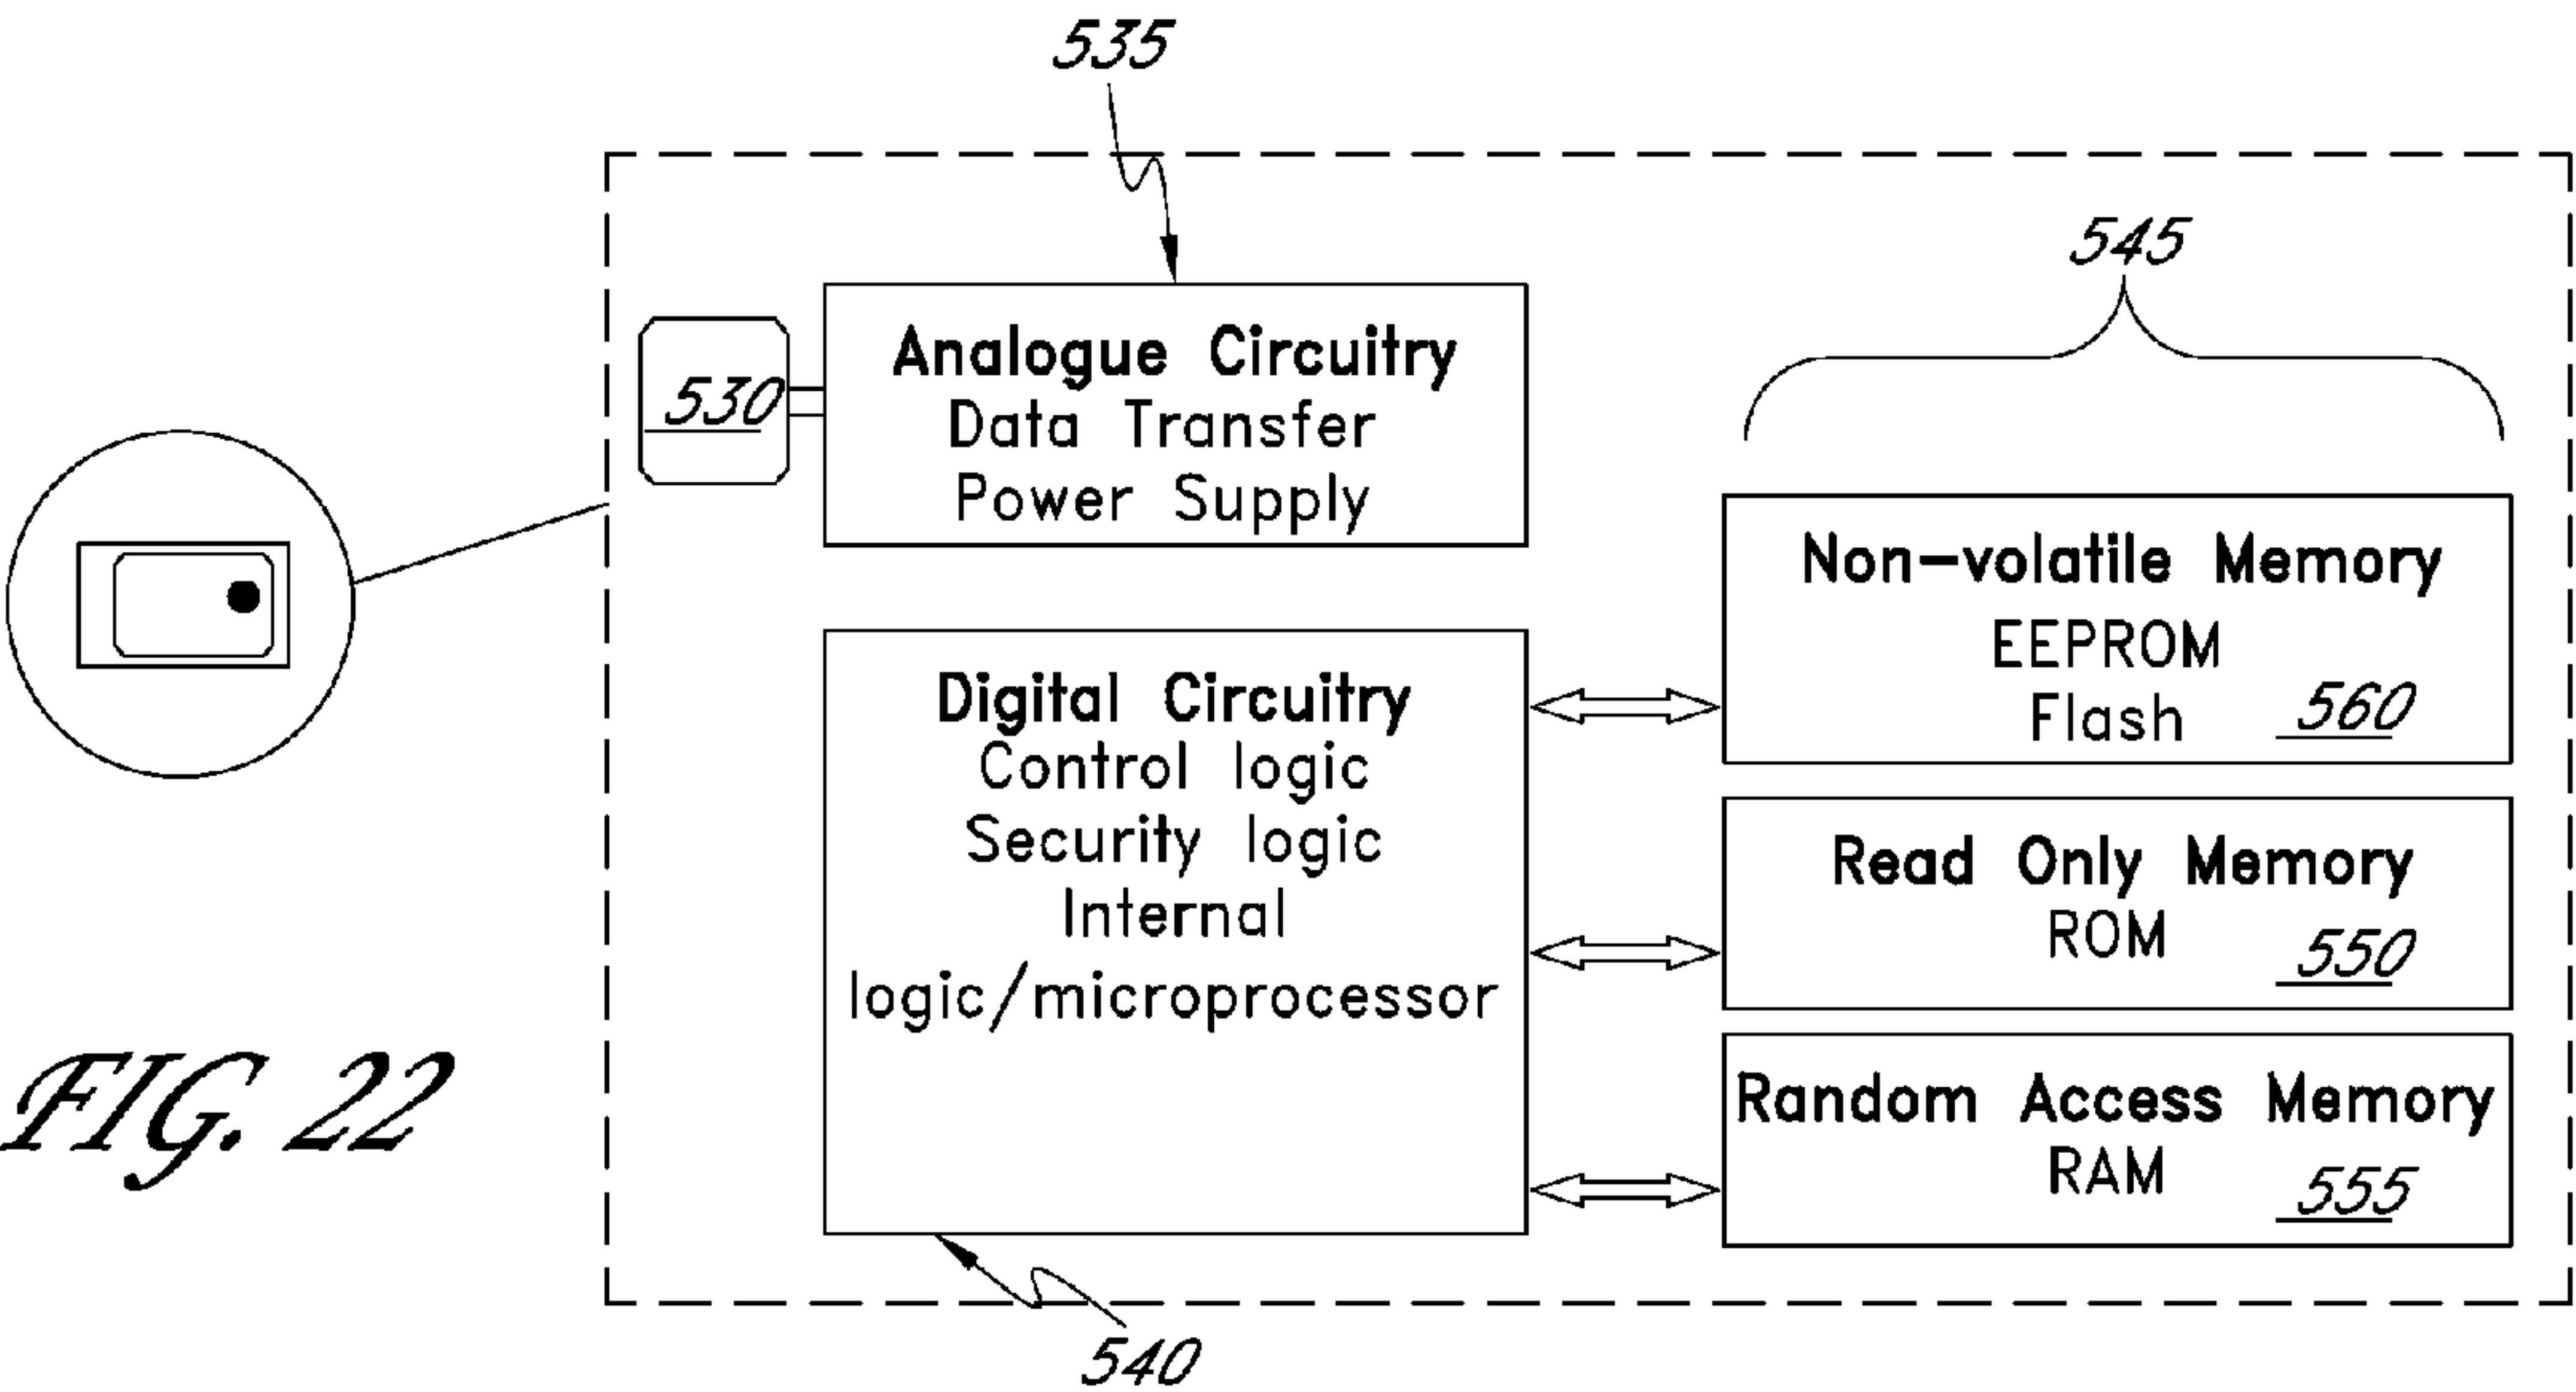 535
545
530
Analogue Circuitry
Data Transfer
Power Supply
Non-volatile Memory
EEPROM
Flash
560
Digital Circuitry
Control logic
Security logic
Internal
logic/microprocessor
Read Only Memory
ROM
550
Random Access Memory
RAM
555
540
FIG. 22